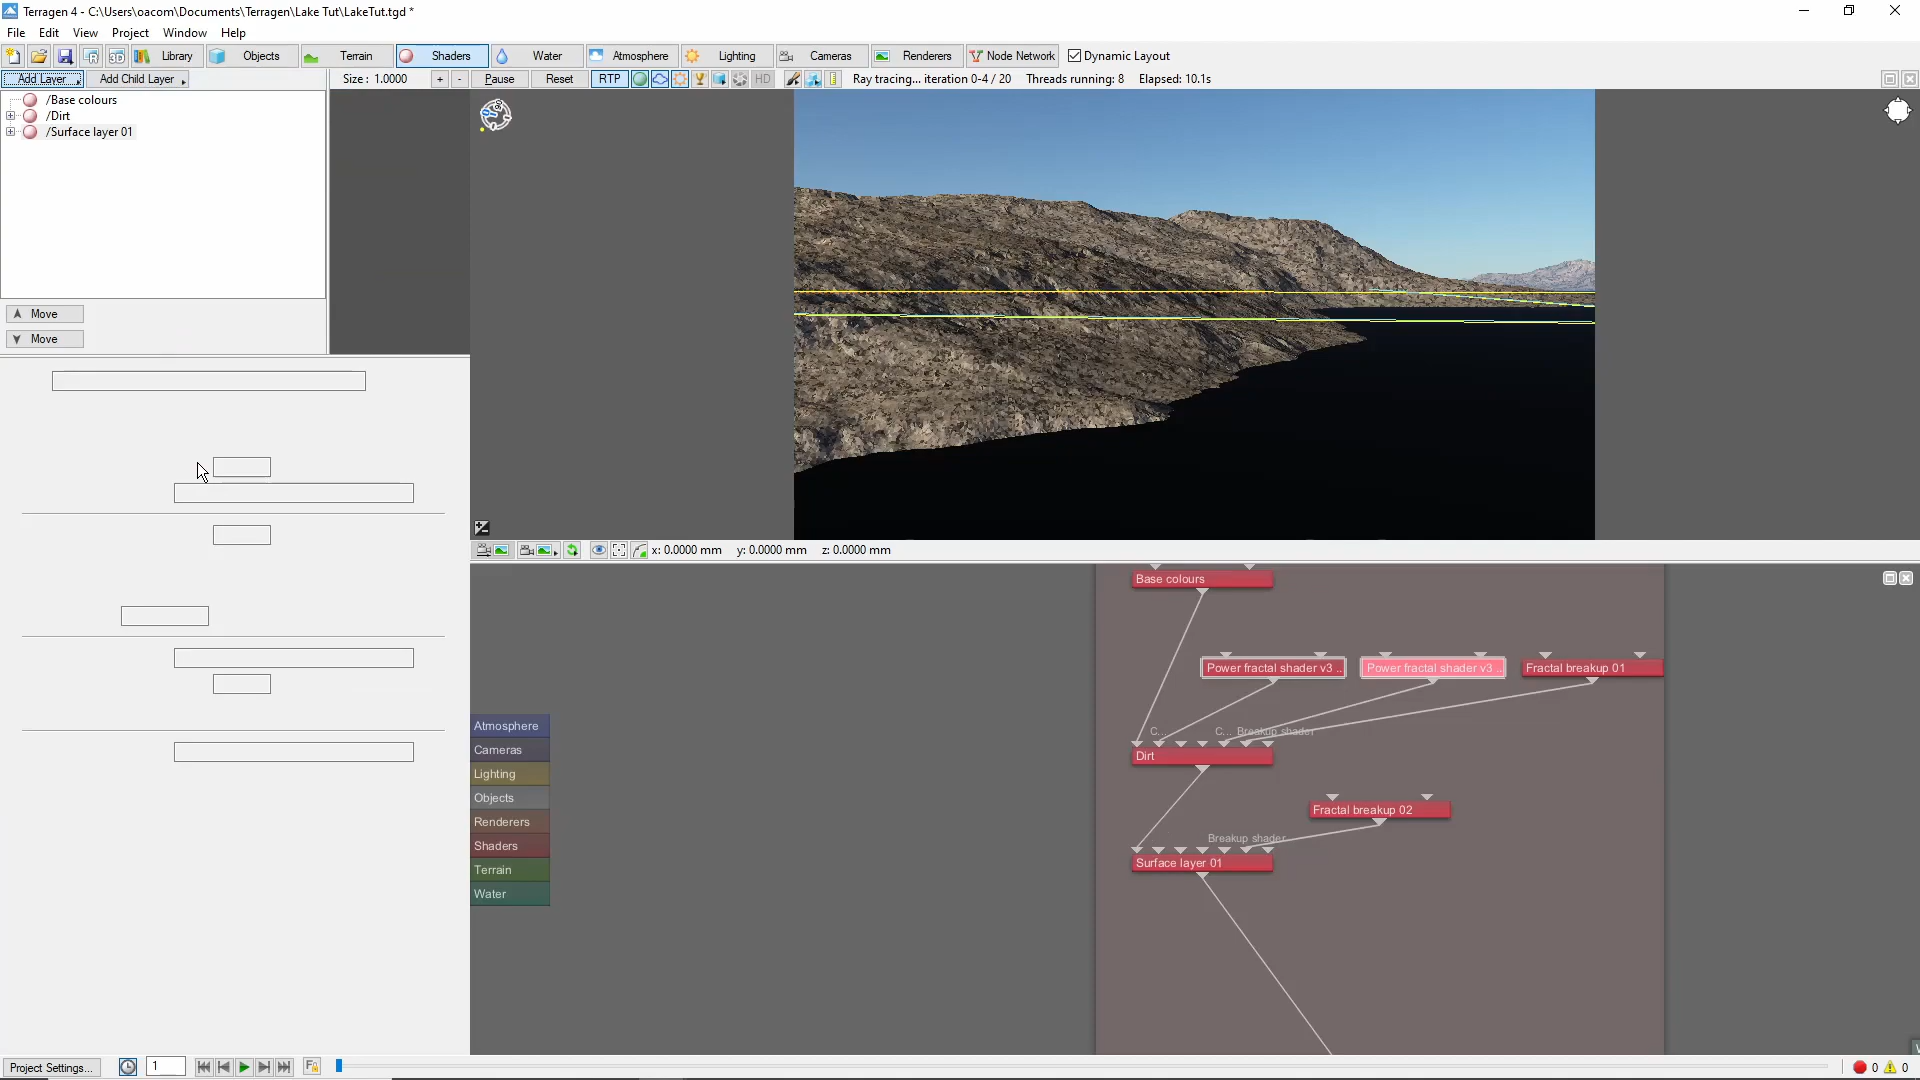 Terragen 4 - C:\Users\oacom\Documents\Terragen\Lake Tut\LakeTut.tgd *
File Edit View Project Window Help
Library Objects Terrain Shaders Water Atmosphere Lighting Cameras Renderers Node Network Dynamic Layout
Add Layer Add Child Layer Size : 1.0000 + - Pause Reset RTP HD Ray tracing... iteration 0-4 / 20 Threads running: 8 Elapsed: 10.1s
/Base colours
/Dirt
/Surface layer 01
Move
Move
x: 0.0000 mm y: 0.0000 mm z: 0.0000 mm
Base colours
Power fractal shader v3 .. Power fractal shader v3 .. Fractal breakup 01
C... C... Breakup shader
Dirt
Fractal breakup 02
Breakup shader
Surface layer 01
Atmosphere
Cameras
Lighting
Objects
Renderers
Shaders
Terrain
Water
Project Settings... 1 F 0 0